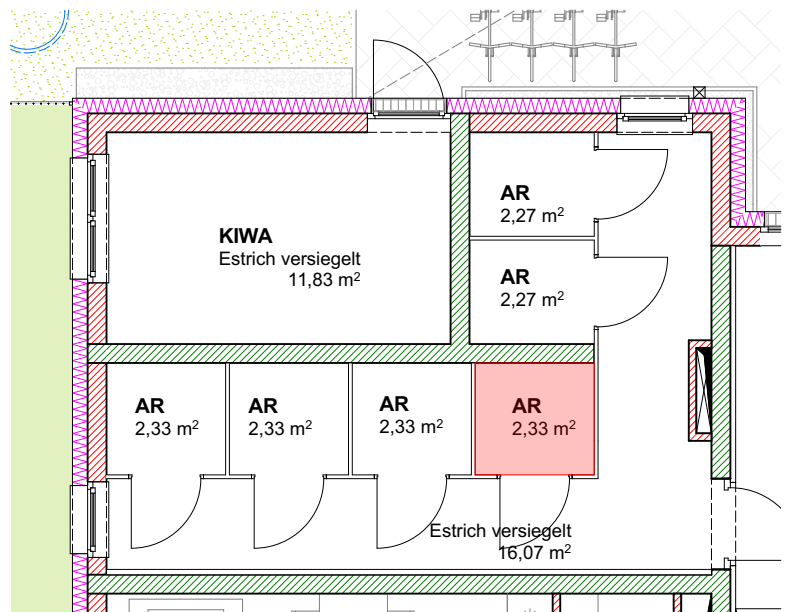 KIWA
Estrich versiegelt
11,83 m²
AR
2,27 m²
AR
2,27 m²
AR
2,33 m²
AR
2,33 m²
AR
2,33 m²
AR
2,33 m²
Estrich versiegelt
16,07 m²